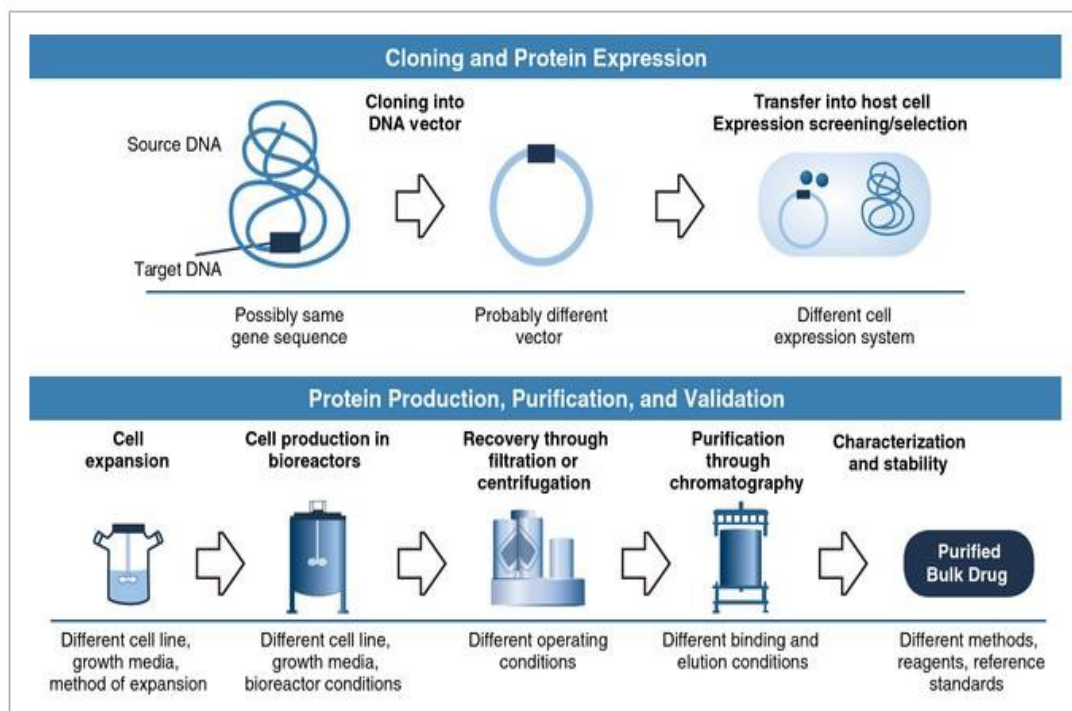 Cloning and Protein Expression
Cloning into
DNA vector
Transfer into host cell
Expression screening/selection
Source DNA
Target DNA
Possibly same
gene sequence
Probably different
vector
Different cell
expression system
Protein Production, Purification, and Validation
Cell
expansion
Cell production in
bioreactors
Recovery through
filtration or
centrifugation
Purification
through
chromatography
Characterization
and stability
Purified
Bulk Drug
Different cell line,
growth media,
method of expansion
Different cell line,
growth media,
bioreactor conditions
Different operating
conditions
Different binding and
elution conditions
Different methods,
reagents, reference
standards